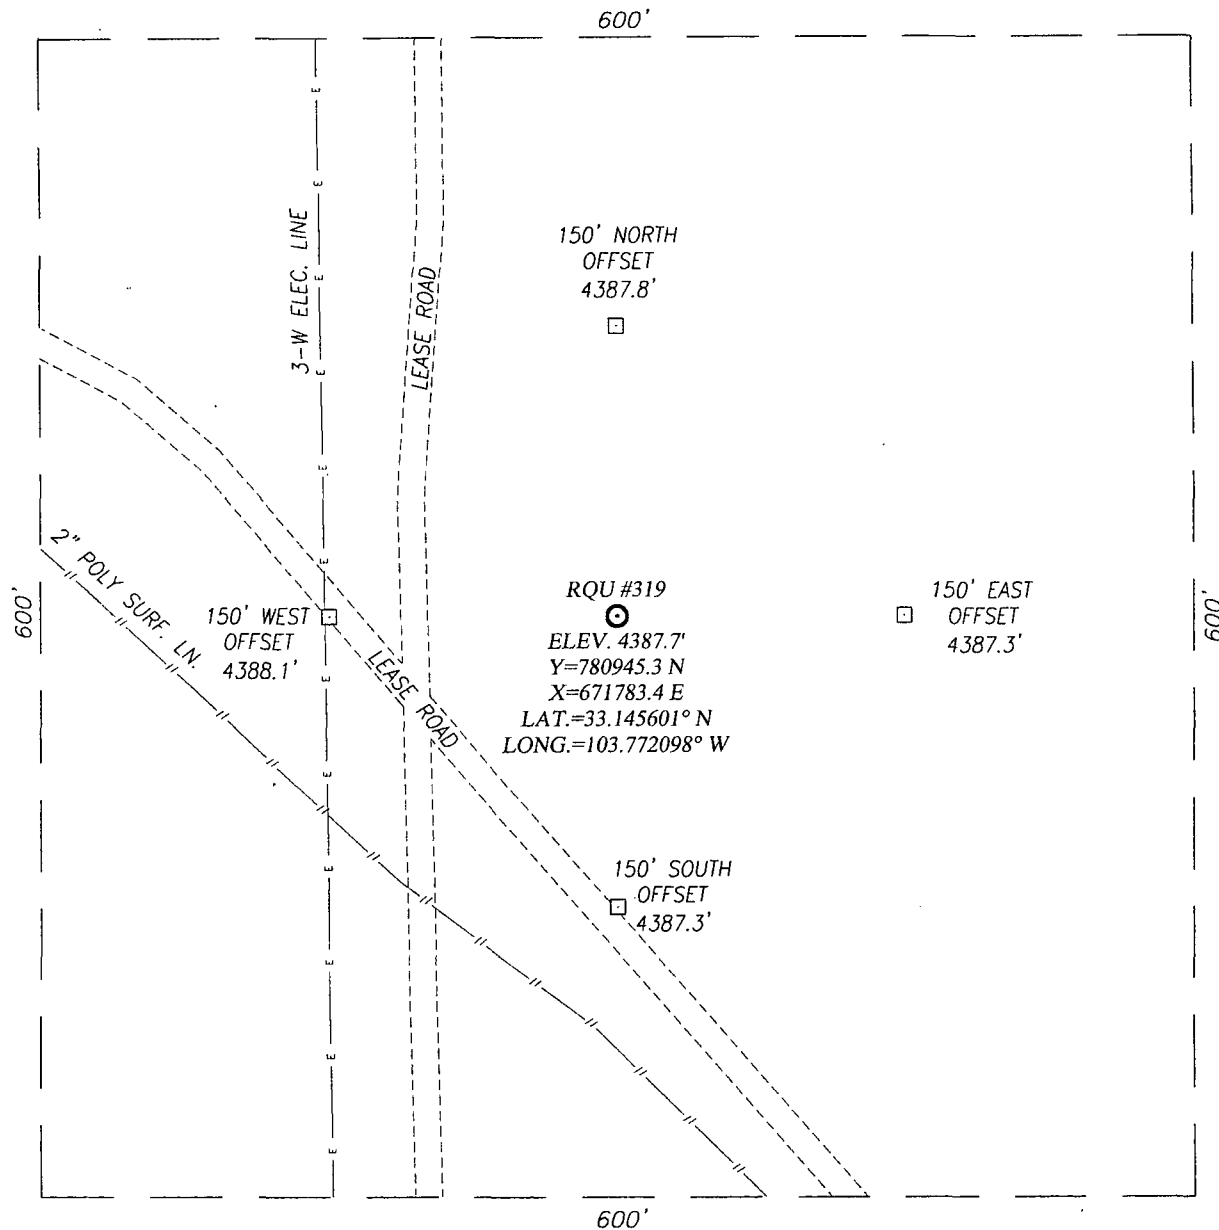 600'
150' NORTH
OFFSET
4387.8'
3-W ELEC. LINE
LEASE ROAD
2" POLY SURF. LN.
600'
150' WEST
OFFSET
4388.1'
RQU #319
ELEV. 4387.7'
Y=780945.3 N
X=671783.4 E
LAT.=33.145601° N
LONG.=103.772098° W
150' EAST
OFFSET
4387.3'
600'
LEASE ROAD
150' SOUTH
OFFSET
4387.3'
600'